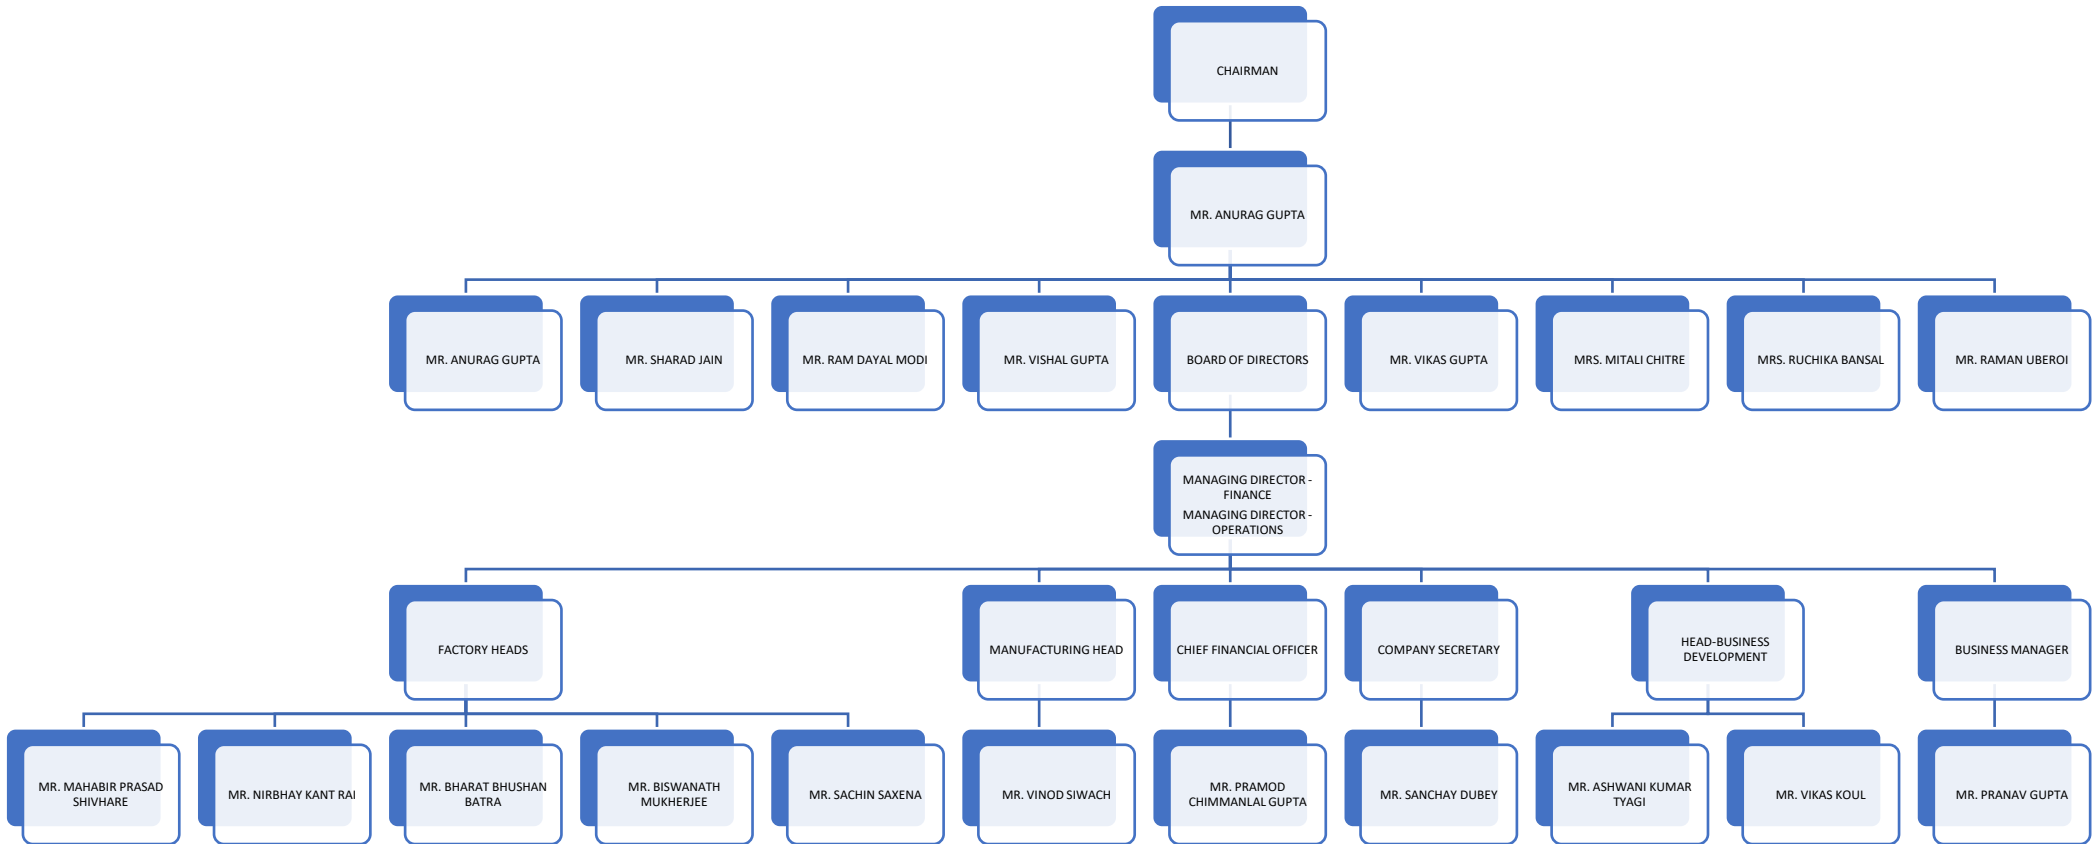 CHAIRMAN
MR. ANURAG GUPTA
MR. ANURAG GUPTA
MR. SHARAD JAIN
MR. RAM DAYAL MODI
MR. VISHAL GUPTA
BOARD OF DIRECTORS
MR. VIKAS GUPTA
MRS. MITALI CHITRE
MRS. RUCHIKA BANSAL
MR. RAMAN UBEROI
MANAGING DIRECTOR -
FINANCE
MANAGING DIRECTOR -
OPERATIONS
FACTORY HEADS
MANUFACTURING HEAD
CHIEF FINANCIAL OFFICER
COMPANY SECRETARY
HEAD-BUSINESS
DEVELOPMENT
BUSINESS MANAGER
MR. MAHABIR PRASAD
SHIVHARE
MR. NIRBHAY KANT RAI
MR. BHARAT BHUSHAN
BATRA
MR. BISWANATH
MUKHERJEE
MR. SACHIN SAXENA
MR. VINOD SIWACH
MR. PRAMOD
CHIMMANLAL GUPTA
MR. SANCHAY DUBEY
MR. ASHWANI KUMAR
TYAGI
MR. VIKAS KOUL
MR. PRANAV GUPTA